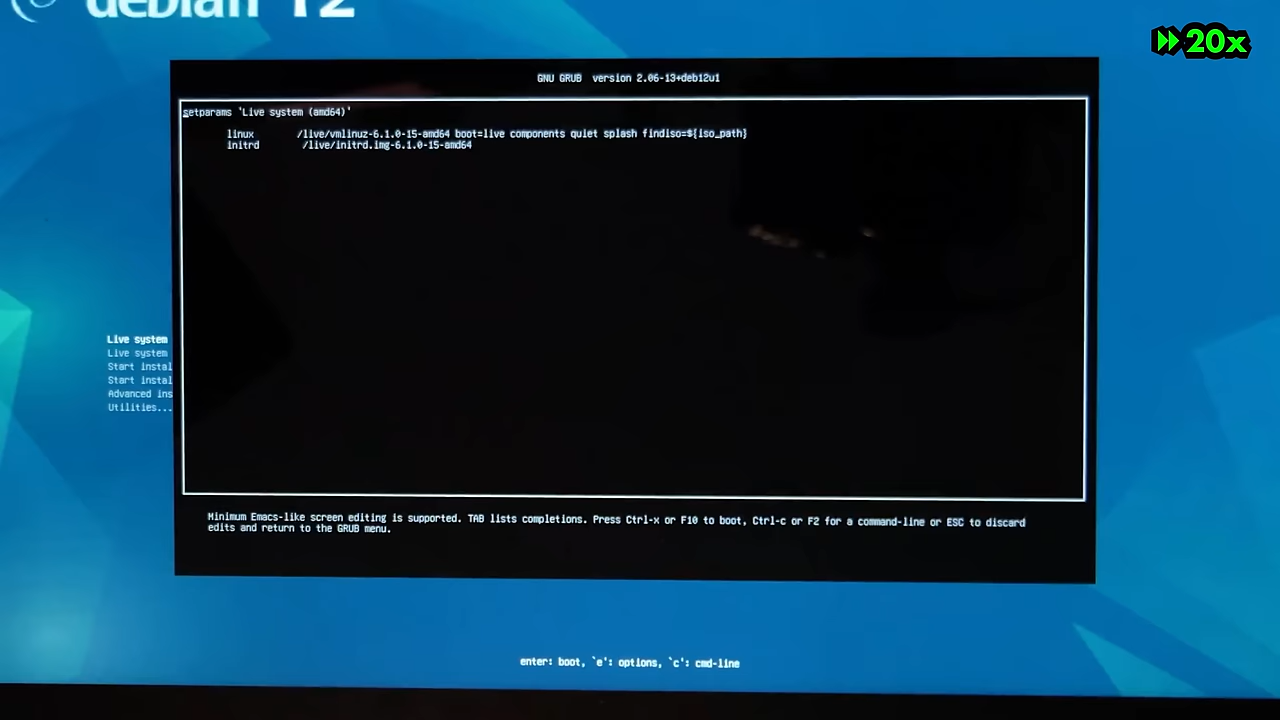 debian 12
20x
GNU GRUB version 2.06-13+deb12u1
setparams 'Live system (amd64)'
linux /live/vmlinuz-6.1.0-15-amd64 boot=live components quiet splash findiso=${iso_path}
initrd /live/initrd.img-6.1.0-15-amd64
Live system
Live system
Start instal
Start instal
Advanced ins
Utilities...
Minimum Emacs-like screen editing is supported. TAB lists completions. Press Ctrl-x or F10 to boot, Ctrl-c or F2 for a command-line or ESC to discard
edits and return to the GRUB menu.
enter: boot, `e': options, `c': cmd-line